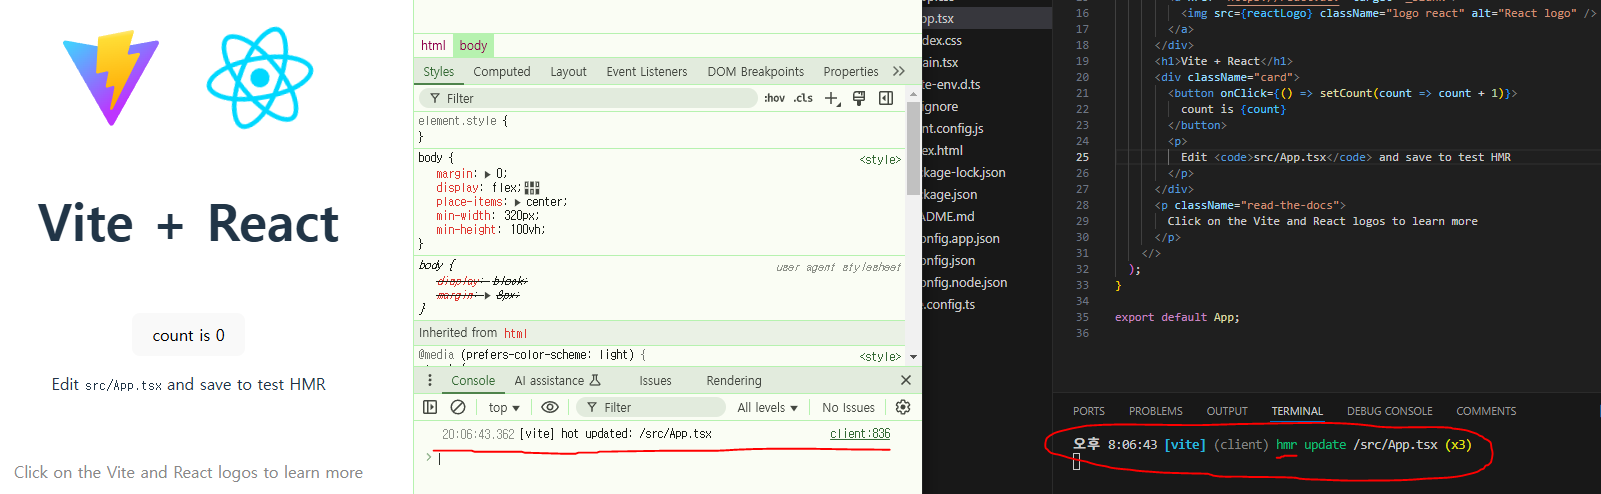 Vite + React
count is 0
Edit src/App.tsx and save to test HMR
Click on the Vite and React logos to learn more
html body
Styles Computed Layout Event Listeners DOM Breakpoints Properties
Filter :hov .cls
element.style {
}
body { <style>
margin: 0;
display: flex;
place-items: center;
min-width: 320px;
min-height: 100vh;
}
body { user agent stylesheet
display: block;
margin: 8px;
}
Inherited from html
@media (prefers-color-scheme: light) { <style>
Console AI assistance Issues Rendering
top Filter All levels No Issues
20:06:43.362 [vite] hot updated: /src/App.tsx client:836
>
pp.tsx
dex.css
ain.tsx
te-env.d.ts
gnore
nt.config.js
ex.html
ckage-lock.json
ckage.json
ADME.md
onfig.app.json
onfig.json
onfig.node.json
e.config.ts
16 <img src={reactLogo} className="logo react" alt="React logo" />
17 </a>
18 </div>
19 <h1>Vite + React</h1>
20 <div className="card">
21 <button onClick={() => setCount(count => count + 1)}>
22 count is {count}
23 </button>
24 <p>
25 Edit <code>src/App.tsx</code> and save to test HMR
26 </p>
27 </div>
28 <p className="read-the-docs">
29 Click on the Vite and React logos to learn more
30 </p>
31 </>
32 );
33 }
34
35 export default App;
36
PORTS PROBLEMS OUTPUT TERMINAL DEBUG CONSOLE COMMENTS
오후 8:06:43 [vite] (client) hmr update /src/App.tsx (x3)